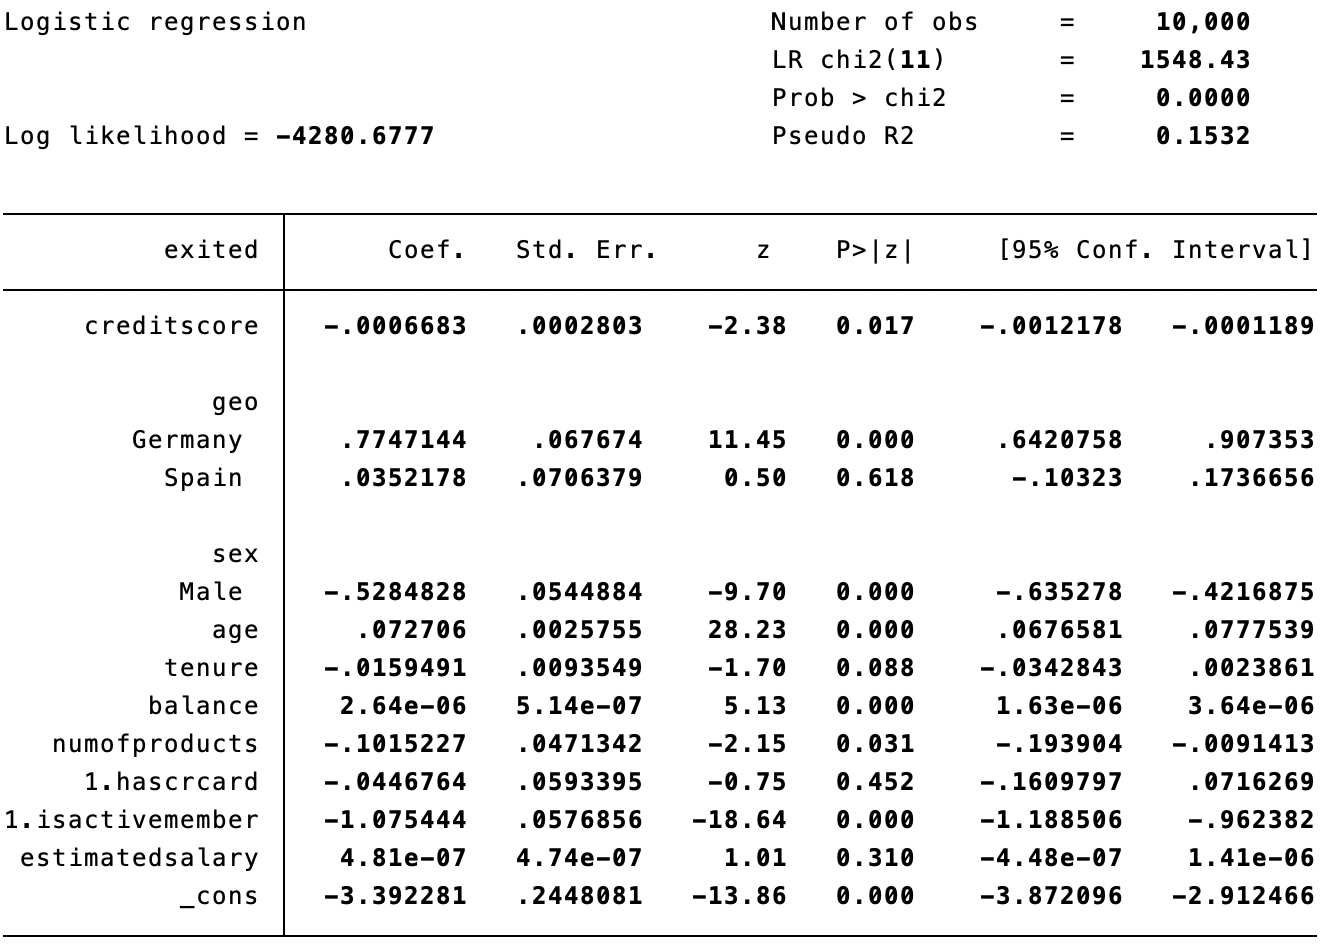 Logistic regression Number of obs = 10,000
LR chi2(11) = 1548.43
Prob > chi2 = 0.0000
Log likelihood = -4280.6777 Pseudo R2 = 0.1532
exited Coef. Std. Err. z P>|z| [95% Conf. Interval]
creditscore -.0006683 .0002803 -2.38 0.017 -.0012178 -.0001189
geo
Germany .7747144 .067674 11.45 0.000 .6420758 .907353
Spain .0352178 .0706379 0.50 0.618 -.10323 .1736656
sex
Male -.5284828 .0544884 -9.70 0.000 -.635278 -.4216875
age .072706 .0025755 28.23 0.000 .0676581 .0777539
tenure -.0159491 .0093549 -1.70 0.088 -.0342843 .0023861
balance 2.64e-06 5.14e-07 5.13 0.000 1.63e-06 3.64e-06
numofproducts -.1015227 .0471342 -2.15 0.031 -.193904 -.0091413
1.hascrcard -.0446764 .0593395 -0.75 0.452 -.1609797 .0716269
1.isactivemember -1.075444 .0576856 -18.64 0.000 -1.188506 -.962382
estimatedsalary 4.81e-07 4.74e-07 1.01 0.310 -4.48e-07 1.41e-06
_cons -3.392281 .2448081 -13.86 0.000 -3.872096 -2.912466